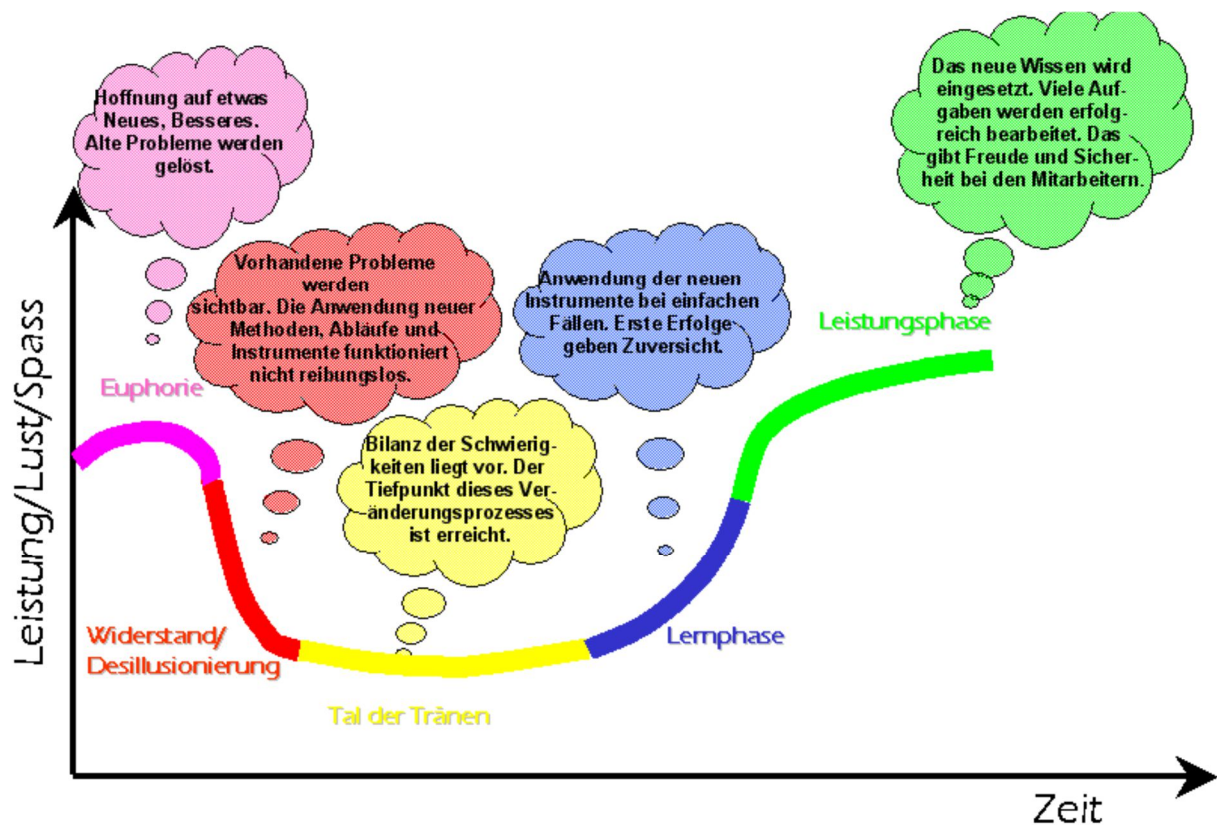 Hoffnung auf etwas
Neues, Besseres.
Alte Probleme werden
gelöst.
Das neue Wissen wird
eingesetzt. Viele Auf-
gaben werden erfolg-
reich bearbeitet. Das
gibt Freude und Sicher-
heit bei den Mitarbeitern.
Vorhandene Probleme
werden
sichtbar. Die Anwendung neuer
Methoden, Abläufe und
Instrumente funktioniert
nicht reibungslos.
Anwendung der neuen
Instrumente bei einfachen
Fällen. Erste Erfolge
geben Zuversicht.
Leistungsphase
Euphorie
Bilanz der Schwierig-
keiten liegt vor. Der
Tiefpunkt dieses Ver-
änderungsprozesses
ist erreicht.
Leistung/Lust/Spass
Widerstand/
Desillusionierung
Lernphase
Tal der Tränen
Zeit